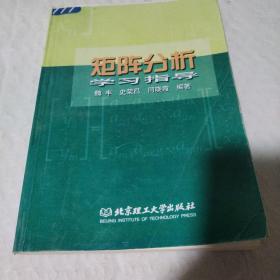 矩阵分析
学习指导
魏丰 史荣昌 闫晓霞 编著
北京理工大学出版社
BEIJING INSTITUTE OF TECHNOLOGY PRESS